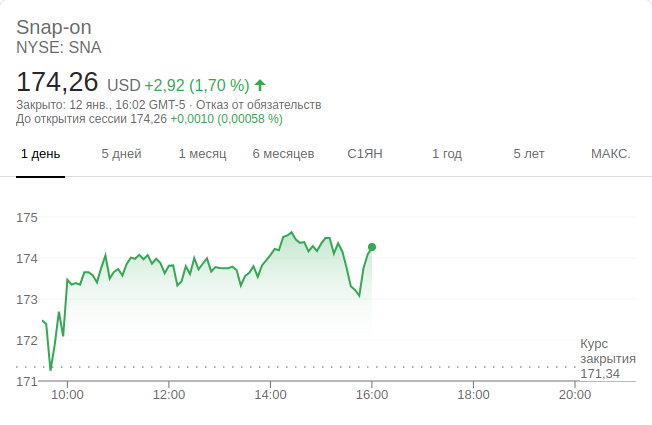 Snap-on
NYSE: SNA
174,26 USD +2,92 (1,70 %)
Закрыто: 12 янв., 16:02 GMT-5 · Отказ от обязательств
До открытия сессии 174,26 +0,0010 (0,00058 %)
1 день 5 дней 1 месяц 6 месяцев С1ЯН 1 год 5 лет МАКС.
175
174
173
172
171
Курс
закрытия
171,34
10:00 12:00 14:00 16:00 18:00 20:00